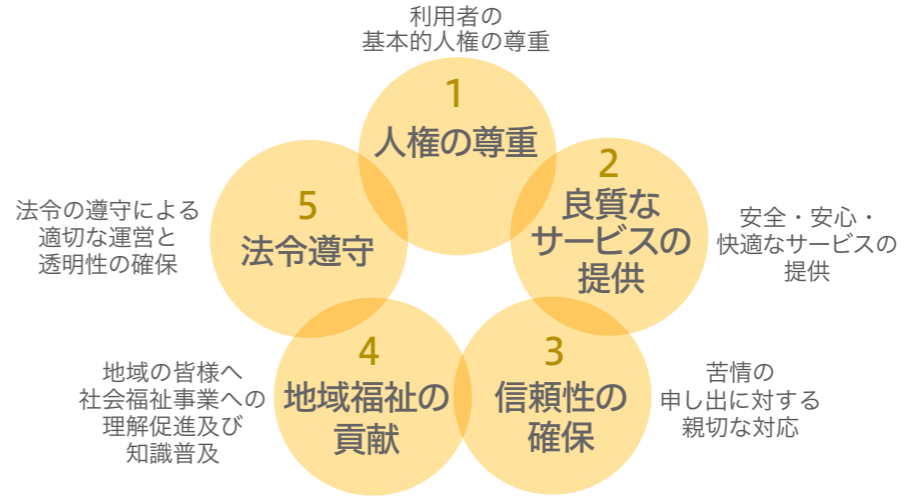 利用者の
基本的人権の尊重
1
人権の尊重
2
良質な
サービスの
提供
安全・安心・
快適なサービスの
提供
3
信頼性の
確保
苦情の
申し出に対する
親切な対応
4
地域福祉の
貢献
地域の皆様へ
社会福祉事業への
理解促進及び
知識普及
5
法令遵守
法令の遵守による
適切な運営と
透明性の確保